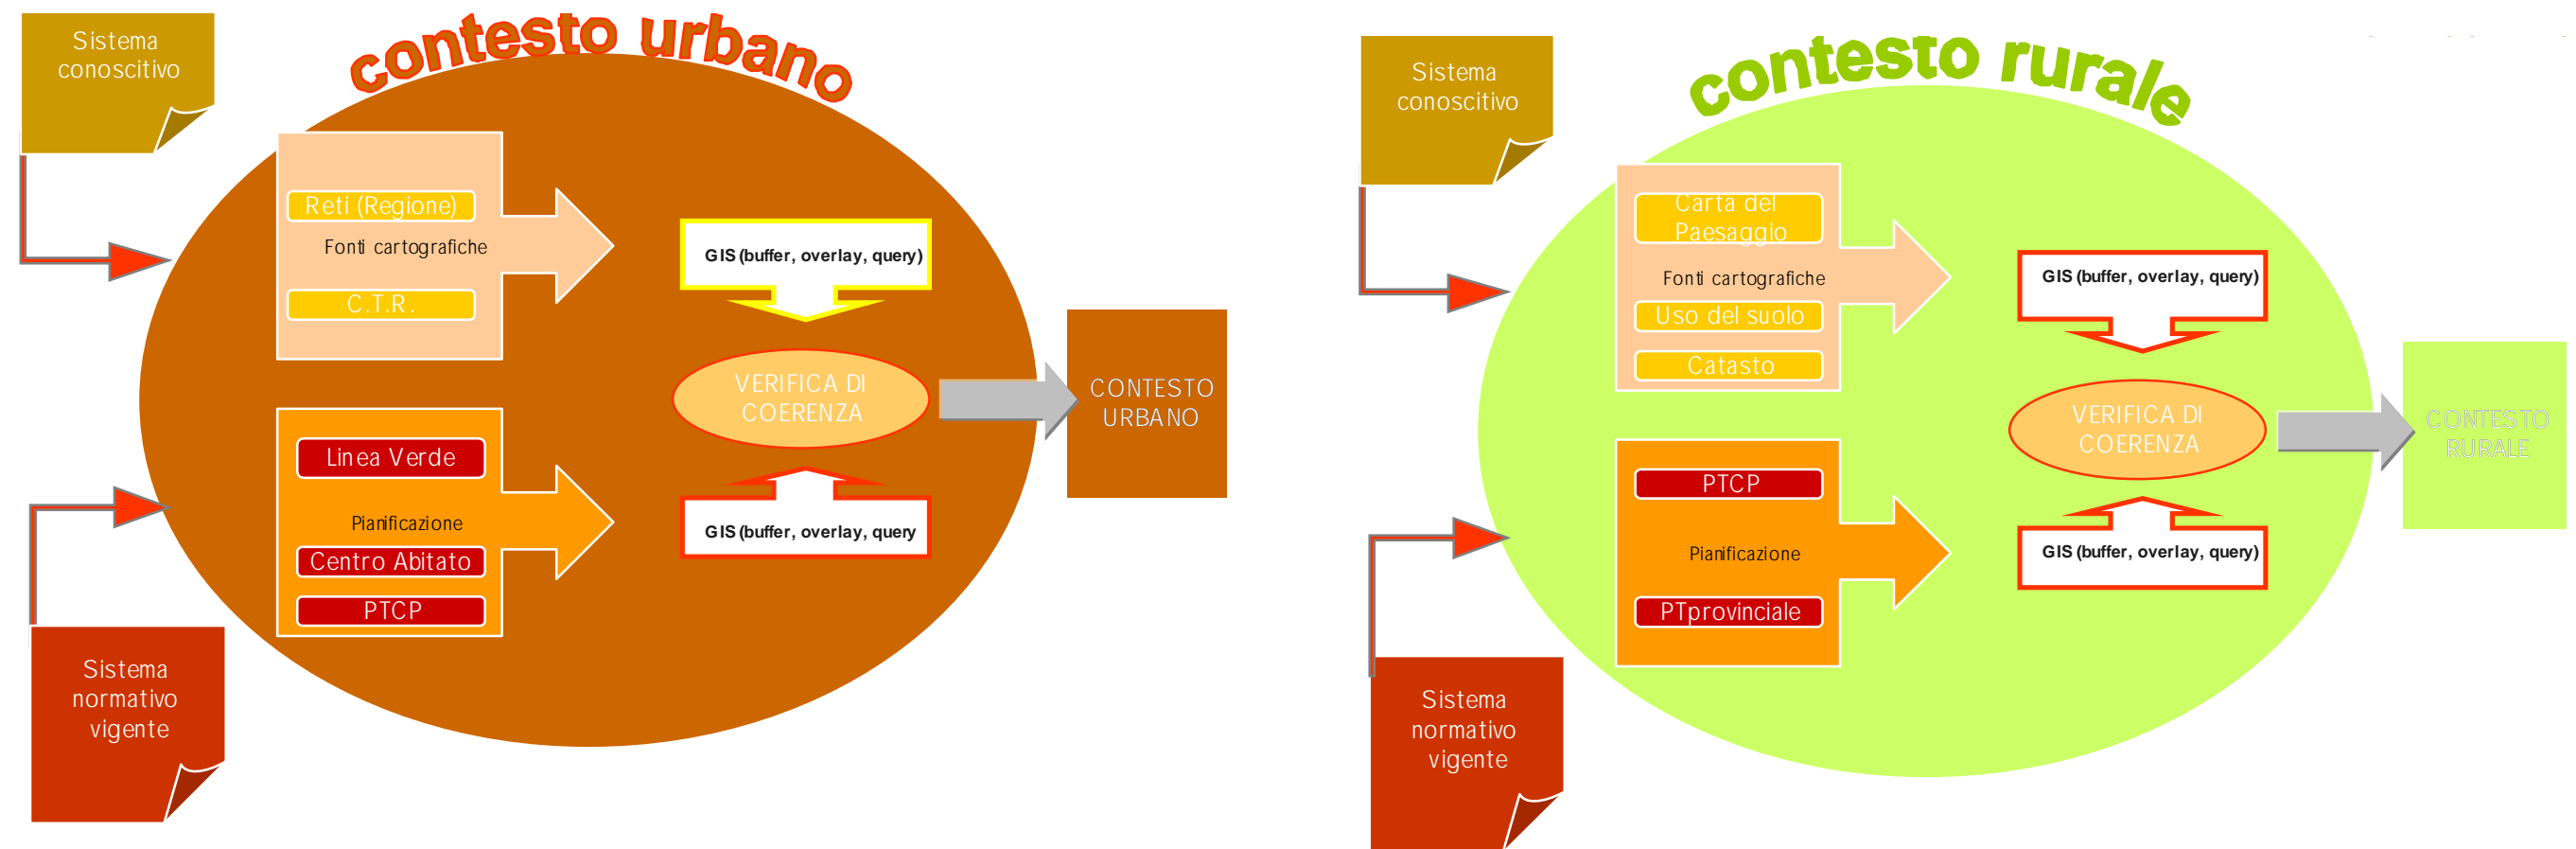 contesto urbano
Sistema
conoscitivo
Reti (Regione)
Fonti cartografiche
C.T.R.
GIS (buffer, overlay, query)
VERIFICA DI
COERENZA
CONTESTO
URBANO
Linea Verde
Pianificazione
Centro Abitato
PTCP
GIS (buffer, overlay, query
Sistema
normativo
vigente
contesto rurale
Sistema
conoscitivo
Carta del
Paesaggio
Fonti cartografiche
Uso del suolo
Catasto
GIS (buffer, overlay, query)
VERIFICA DI
COERENZA
CONTESTO
RURALE
PTCP
Pianificazione
PTprovinciale
GIS (buffer, overlay, query)
Sistema
normativo
vigente